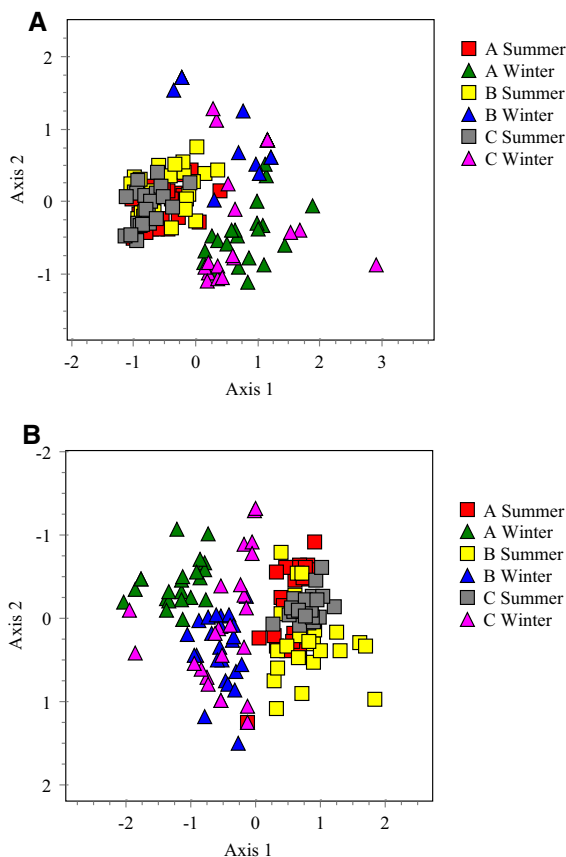 A
2
1
0
-1
Axis 2
-2
-1
0
1
2
3
Axis 1
A Summer
A Winter
B Summer
B Winter
C Summer
C Winter
B
-2
-1
0
1
2
Axis 2
-2
-1
0
1
2
Axis 1
A Summer
A Winter
B Summer
B Winter
C Summer
C Winter